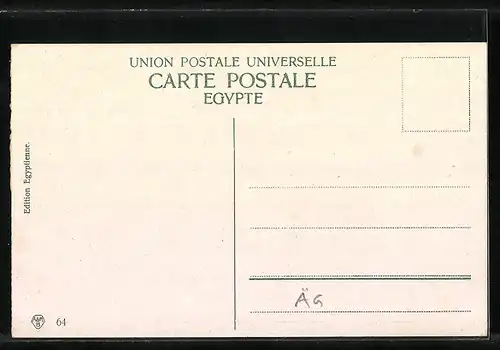 UNION POSTALE UNIVERSELLE
CARTE POSTALE
EGYPTE
Edition Egyptienne.
64
ÄG